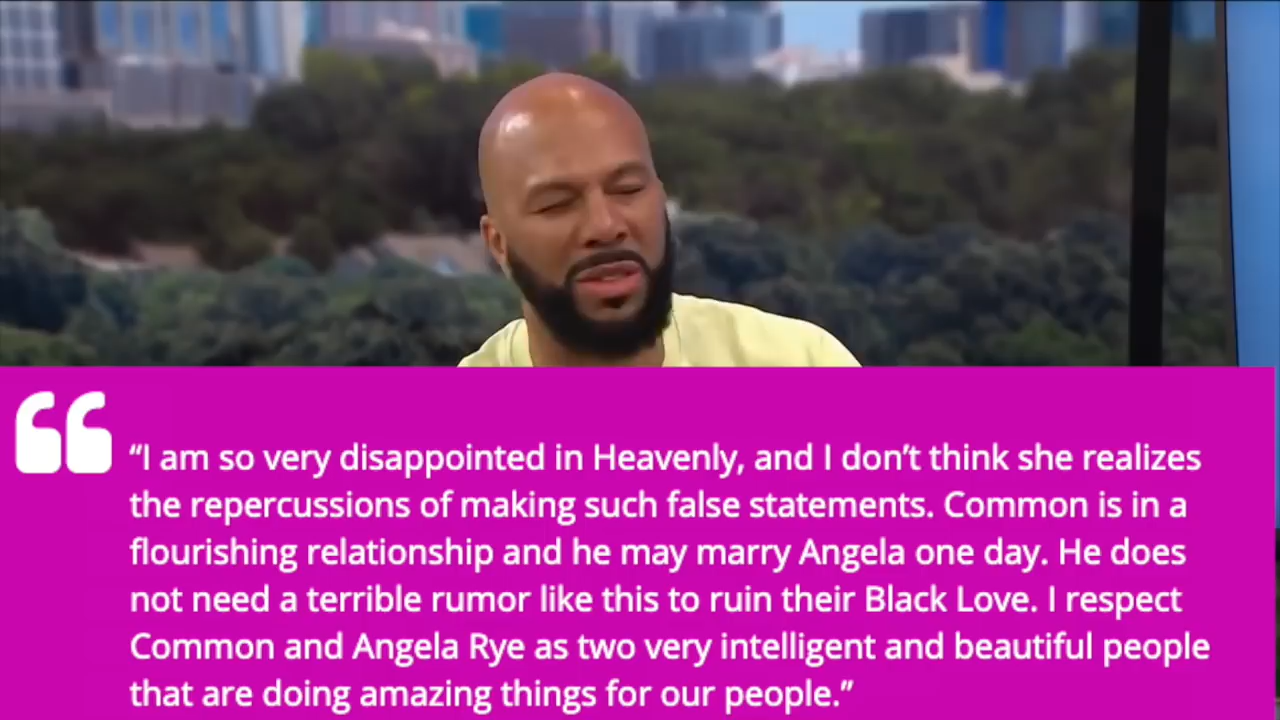 “I am so very disappointed in Heavenly, and I don’t think she realizes
the repercussions of making such false statements. Common is in a
flourishing relationship and he may marry Angela one day. He does
not need a terrible rumor like this to ruin their Black Love. I respect
Common and Angela Rye as two very intelligent and beautiful people
that are doing amazing things for our people.”